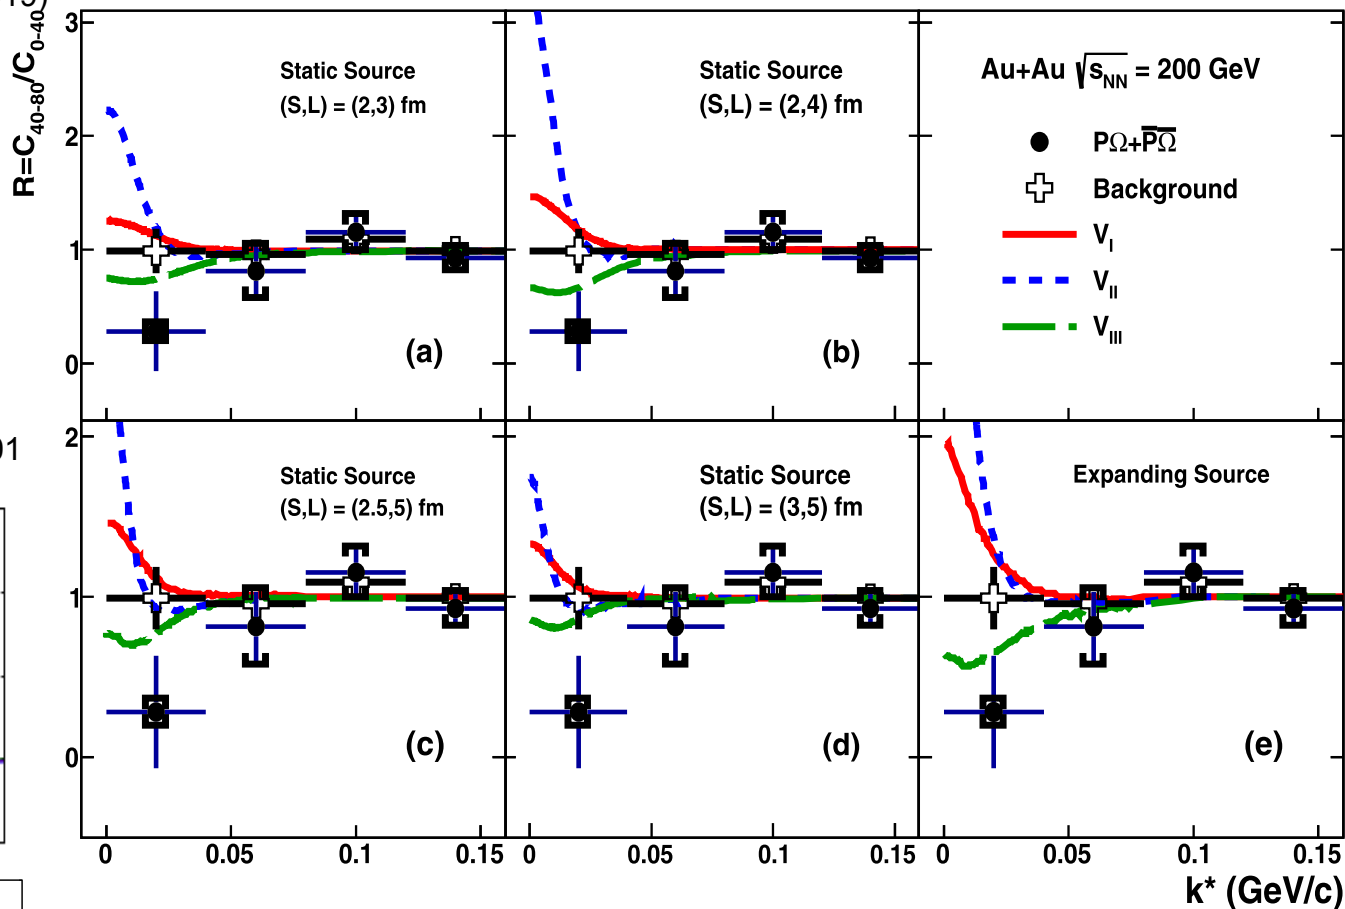 R=C40-80/C0-40
3
2
1
0
Static Source
(S,L) = (2,3) fm
(a)
Static Source
(S,L) = (2,4) fm
(b)
Au+Au √sNN = 200 GeV
PΩ+P̅Ω̅
Background
VI
VII
VIII
2
1
0
Static Source
(S,L) = (2.5,5) fm
(c)
Static Source
(S,L) = (3,5) fm
(d)
Expanding Source
(e)
0 0.05 0.1 0.15 0 0.05 0.1 0.15 0 0.05 0.1 0.15
k* (GeV/c)